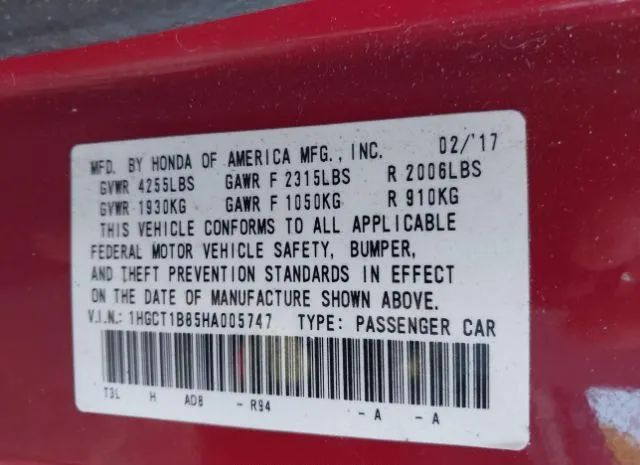 MFD. BY HONDA OF AMERICA MFG., INC. 02/'17
GVWR 4255LBS GAWR F 2315LBS R 2006LBS
GVWR 1930KG GAWR F 1050KG R 910KG
THIS VEHICLE CONFORMS TO ALL APPLICABLE
FEDERAL MOTOR VEHICLE SAFETY, BUMPER,
AND THEFT PREVENTION STANDARDS IN EFFECT
ON THE DATE OF MANUFACTURE SHOWN ABOVE.
V.I.N.: 1HGCT1B85HA005747 TYPE: PASSENGER CAR
T3L H AD8 - R94 - A - A